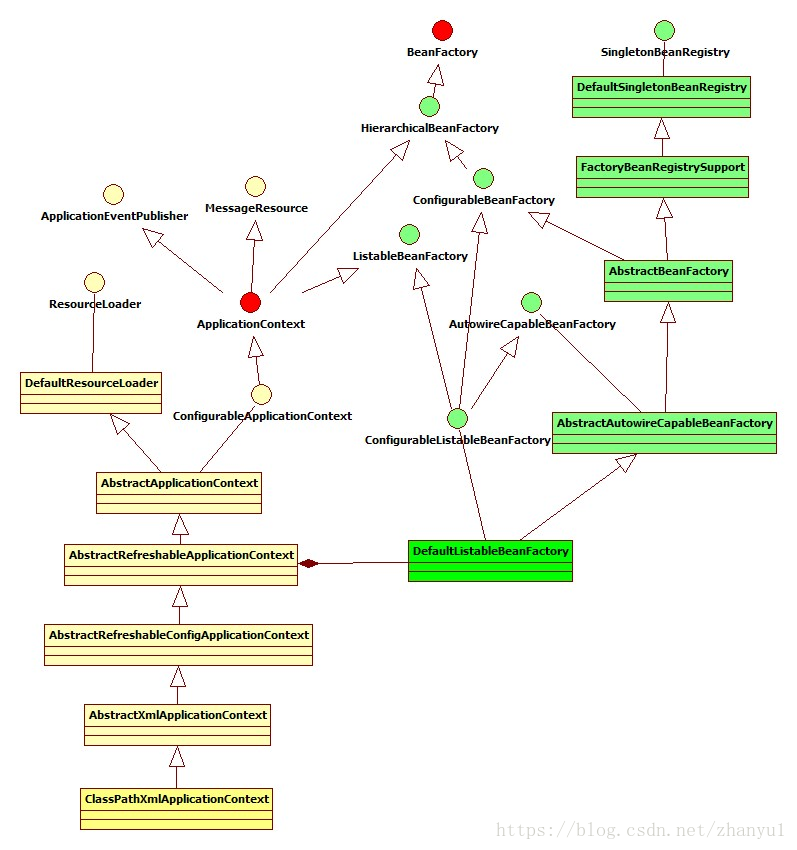 BeanFactory
SingletonBeanRegistry
DefaultSingletonBeanRegistry
HierarchicalBeanFactory
FactoryBeanRegistrySupport
ConfigurableBeanFactory
MessageResource
ApplicationEventPublisher
ListableBeanFactory
AbstractBeanFactory
ResourceLoader
ApplicationContext
AutowireCapableBeanFactory
DefaultResourceLoader
ConfigurableApplicationContext
AbstractAutowireCapableBeanFactory
ConfigurableListableBeanFactory
AbstractApplicationContext
DefaultListableBeanFactory
AbstractRefreshableApplicationContext
AbstractRefreshableConfigApplicationContext
AbstractXmlApplicationContext
ClassPathXmlApplicationContext
https://blog.csdn.net/zhanyu1